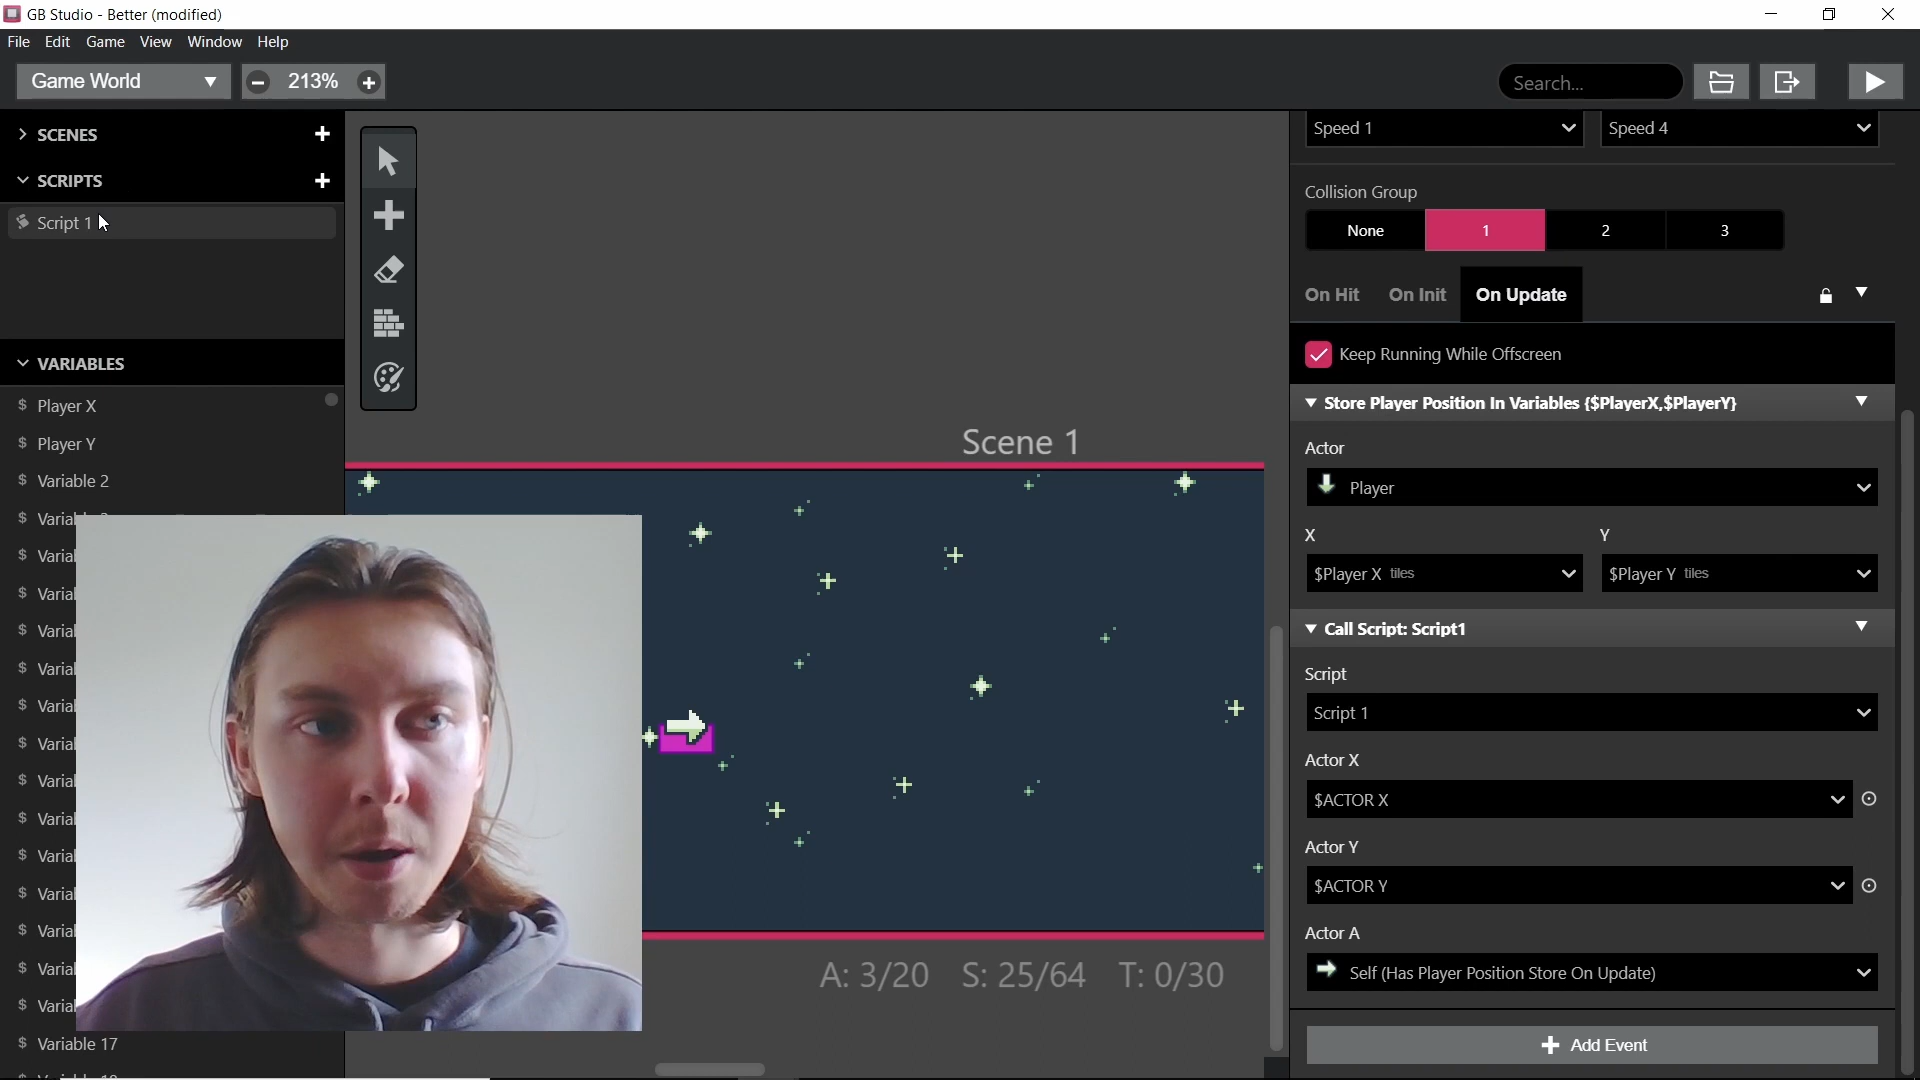 GB Studio - Better (modified)
File Edit Game View Window Help
Game World
213%
Search...
SCENES
SCRIPTS
Script 1
VARIABLES
$ Player X
$ Player Y
$ Variable 2
$
$
$
$
$
$
$
$
$
$
$
$
$
$
$ Variable 17
Scene 1
A: 3/20 S: 25/64 T: 0/30
Speed 1
Speed 4
Collision Group
None 1 2 3
On Hit On Init On Update
Keep Running While Offscreen
Store Player Position In Variables {$PlayerX,$PlayerY}
Actor
Player
X Y
$Player X tiles
$Player Y tiles
Call Script: Script1
Script
Script 1
Actor X
$ACTOR X
Actor Y
$ACTOR Y
Actor A
Self (Has Player Position Store On Update)
Add Event